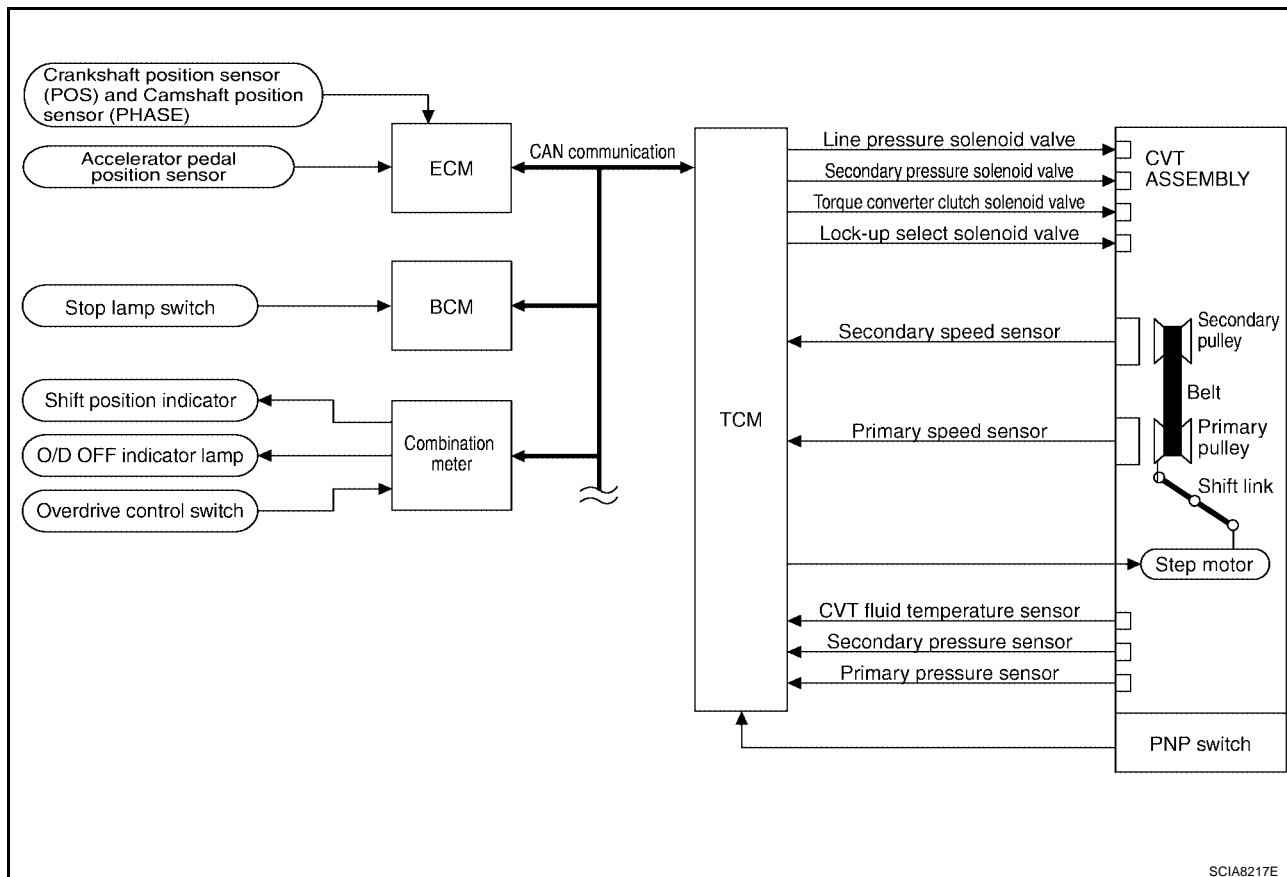 Crankshaft position sensor
(POS) and Camshaft position
sensor (PHASE)
Accelerator pedal
position sensor
ECM
CAN communication
Stop lamp switch
BCM
Shift position indicator
O/D OFF indicator lamp
Overdrive control switch
Combination
meter
TCM
Line pressure solenoid valve
Secondary pressure solenoid valve
Torque converter clutch solenoid valve
Lock-up select solenoid valve
CVT
ASSEMBLY
Secondary speed sensor
Secondary
pulley
Belt
Primary speed sensor
Primary
pulley
Shift link
Step motor
CVT fluid temperature sensor
Secondary pressure sensor
Primary pressure sensor
PNP switch
SCIA8217E